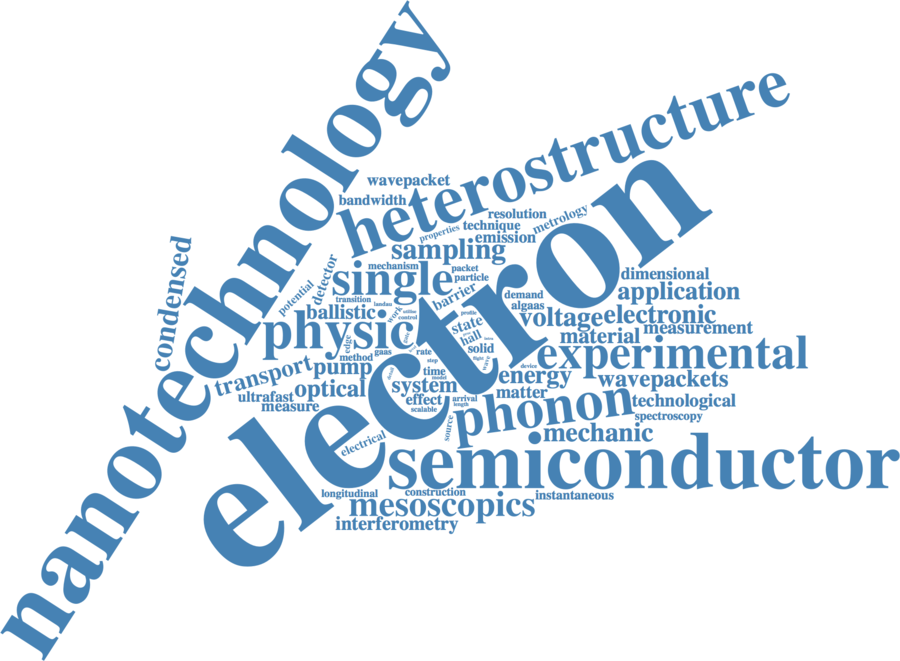 nanotechnology
heterostructure
electron
wavepacket
bandwidth
resolution
metrology
properties
technique
emission
condensed
sampling
mechanism
packet
particle
single
detector
potential
transition
landau
barrier
dimensional
application
demand
algaas
ballistic
work
utilise
control
profile
state
voltage
electronic
physic
hall
material
measurement
edge
solid
experimental
method
gaas
rate
step
transport
pump
time
model
device
energy
wavepackets
optical
system
matter
ultrafast
measure
effect
arrival
length
scalable
phonon
technological
spectroscopy
source
electrical
mechanic
semiconductor
longitudinal
construction
instantaneous
mesoscopics
interferometry